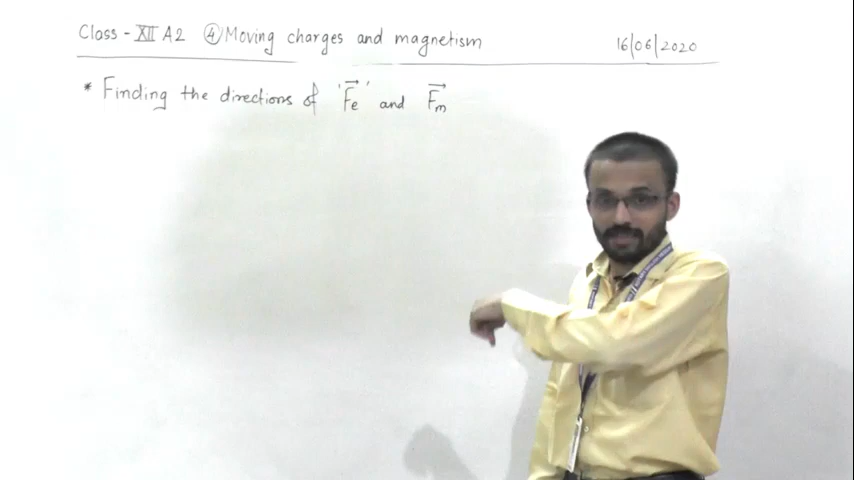 Class - XII A2 ④ Moving charges and magnetism 16/06/2020
* Finding the directions of 'F⃗e' and F⃗m